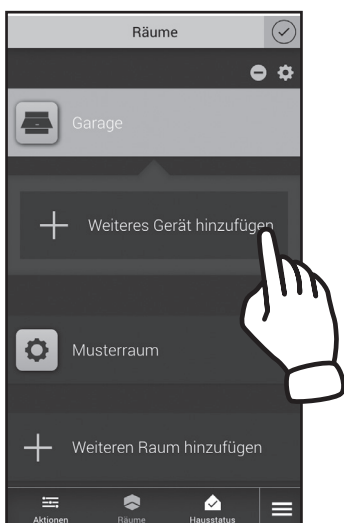 Räume
Garage
Weiteres Gerät hinzufügen
Musterraum
Weiteren Raum hinzufügen
Aktionen Räume Hausstatus